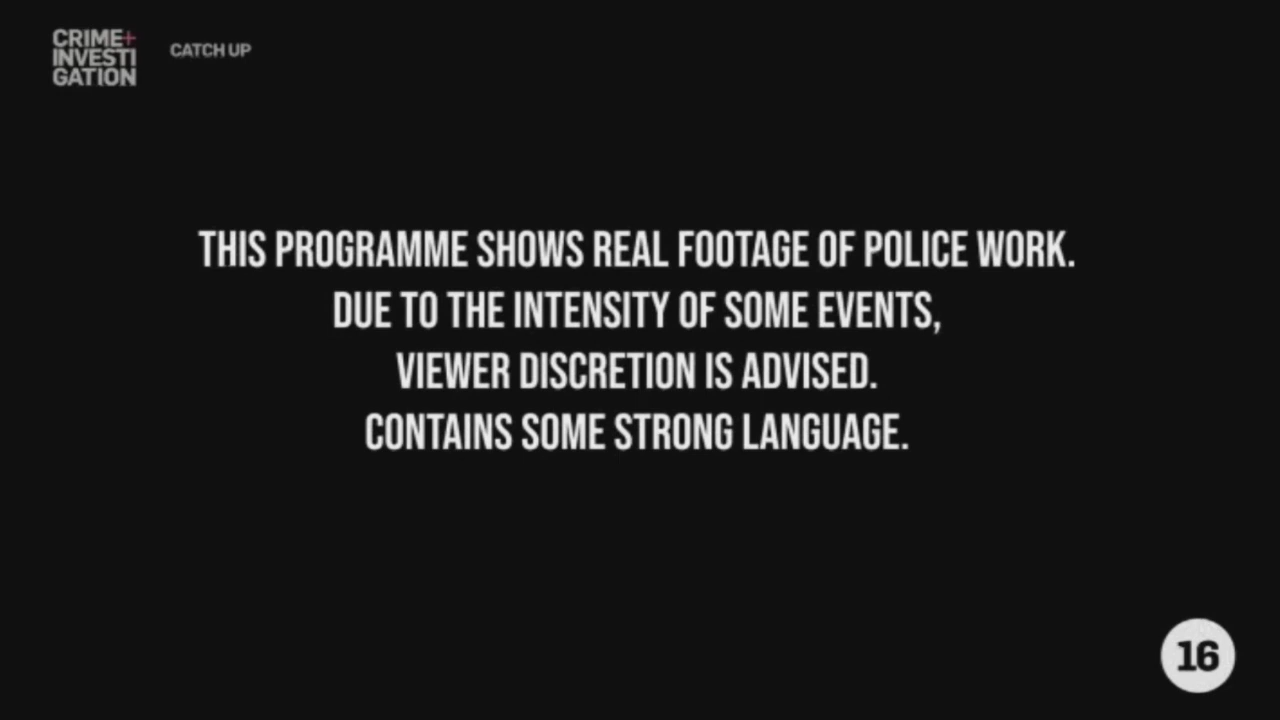 CRIME+
INVESTI
GATION
CATCH UP
THIS PROGRAMME SHOWS REAL FOOTAGE OF POLICE WORK.
DUE TO THE INTENSITY OF SOME EVENTS,
VIEWER DISCRETION IS ADVISED.
CONTAINS SOME STRONG LANGUAGE.
16